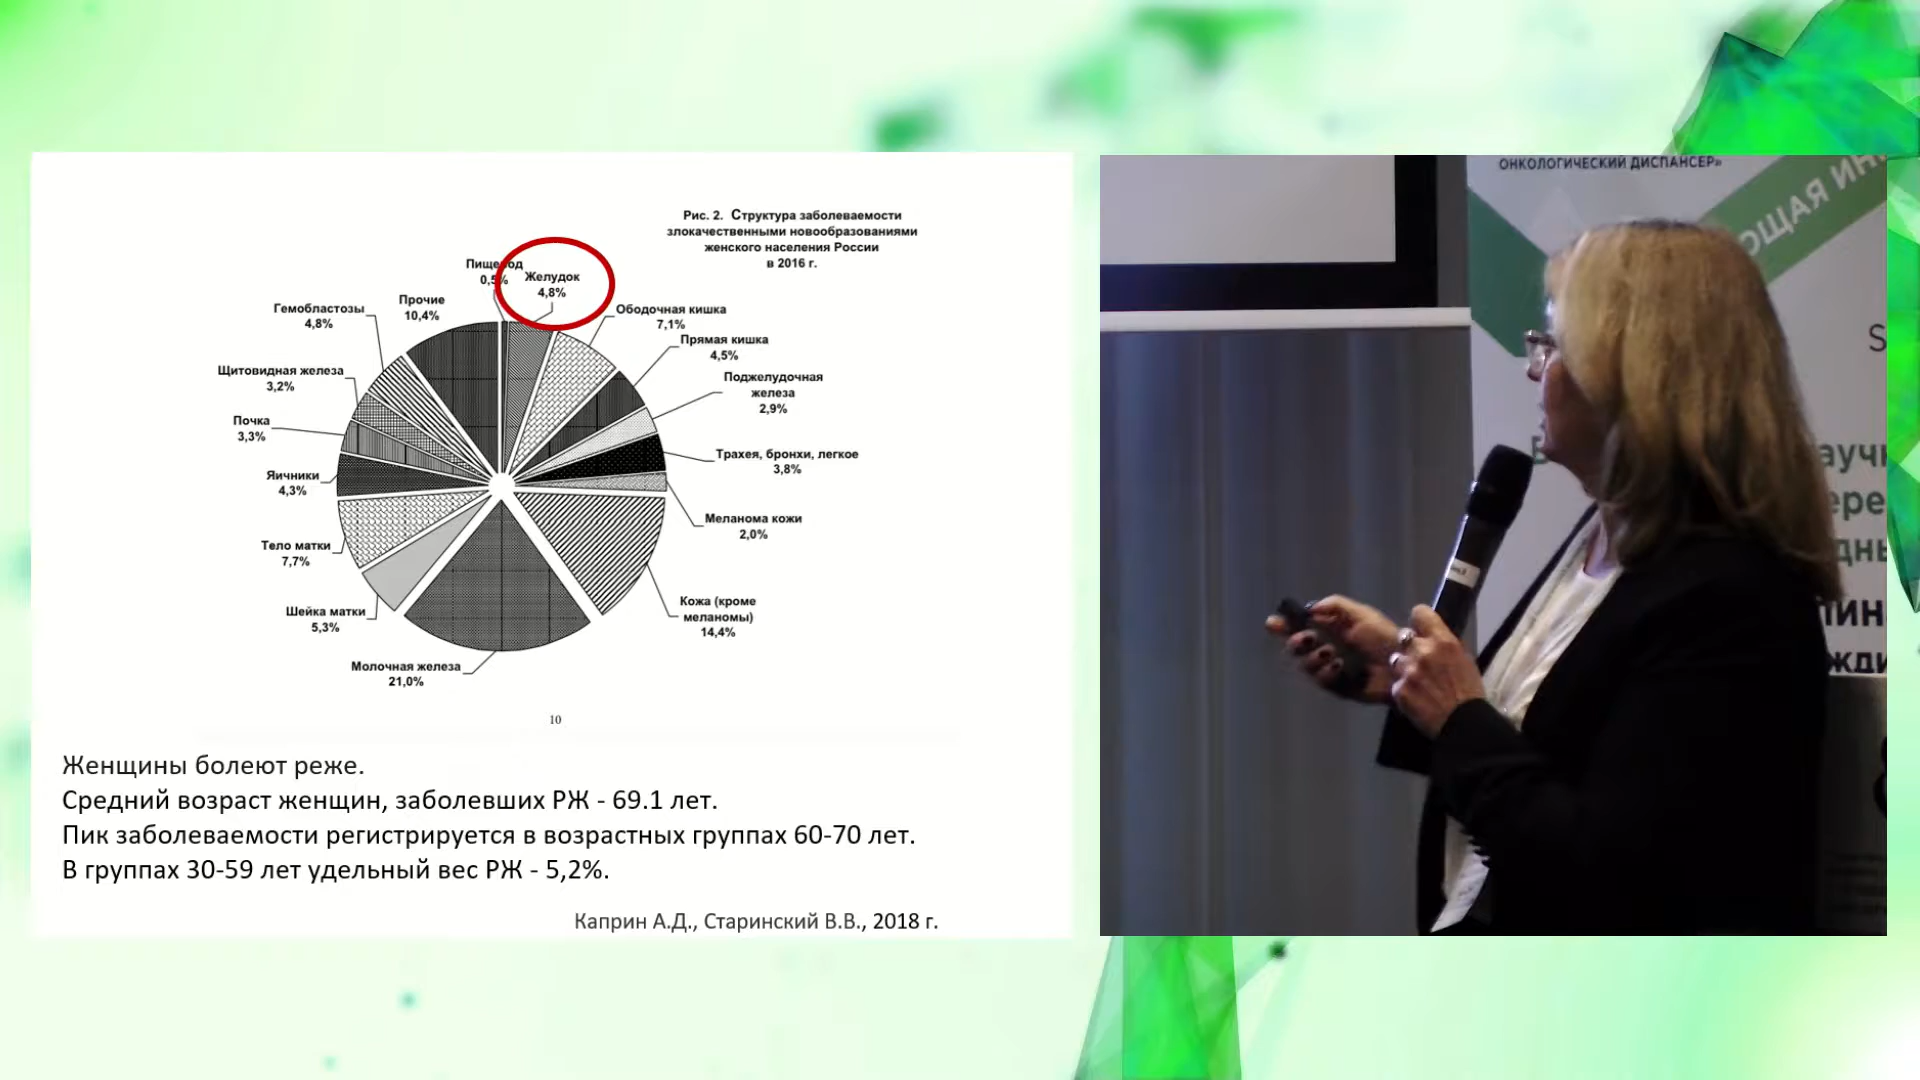 Рис. 2. Структура заболеваемости
злокачественными новообразованиями
женского населения России
в 2016 г.
Пищевод
0,5%
Желудок
4,8%
Ободочная кишка
7,1%
Прямая кишка
4,5%
Поджелудочная
железа
2,9%
Трахея, бронхи, легкое
3,8%
Меланома кожи
2,0%
Кожа (кроме
меланомы)
14,4%
Молочная железа
21,0%
Шейка матки
5,3%
Тело матки
7,7%
Яичники
4,3%
Почка
3,3%
Щитовидная железа
3,2%
Гемобластозы
4,8%
Прочие
10,4%
10
Женщины болеют реже.
Средний возраст женщин, заболевших РЖ - 69.1 лет.
Пик заболеваемости регистрируется в возрастных группах 60-70 лет.
В группах 30-59 лет удельный вес РЖ - 5,2%.
Каприн А.Д., Старинский В.В., 2018 г.
ОНКОЛОГИЧЕСКИЙ ДИСПАНСЕР»